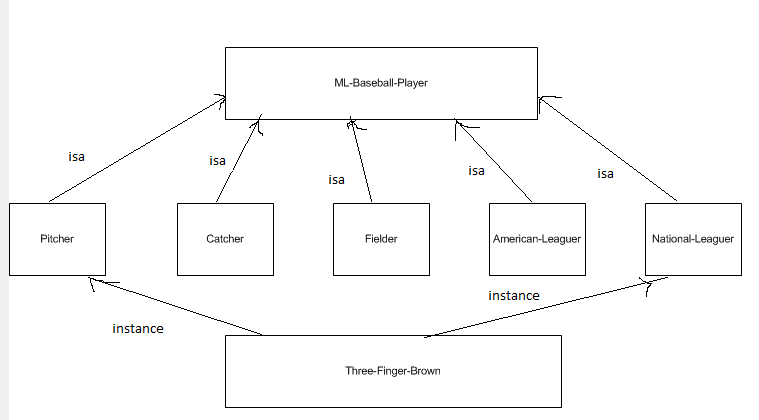 ML-Baseball-Player
isa
isa
isa
isa
isa
Pitcher
Catcher
Fielder
American-Leaguer
National-Leaguer
instance
instance
Three-Finger-Brown